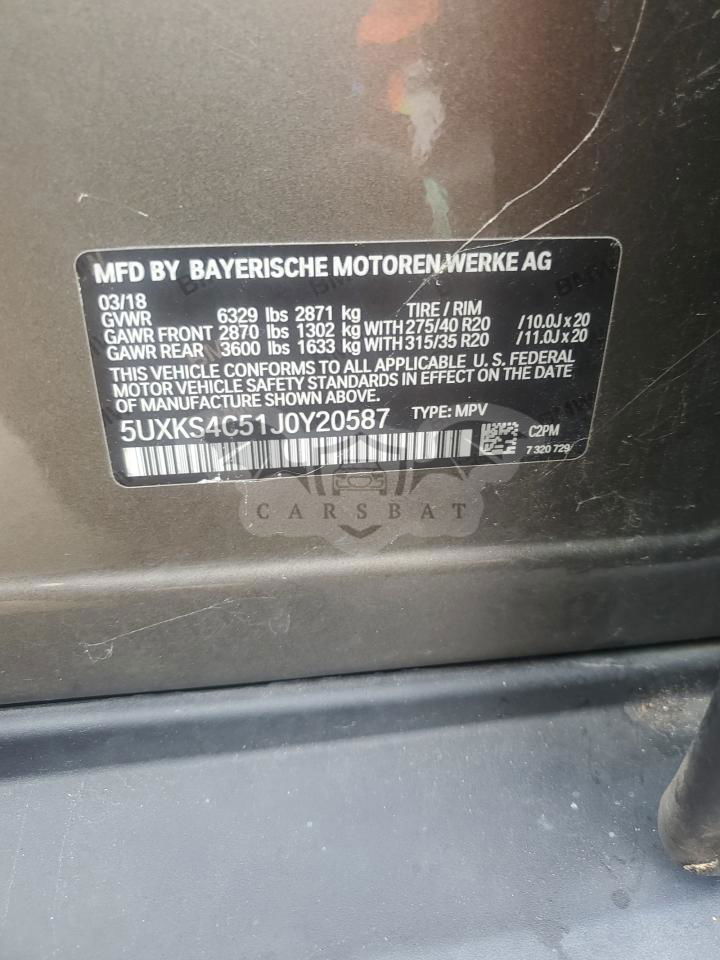 MFD BY BAYERISCHE MOTOREN WERKE AG
03/18 TIRE / RIM
GVWR 6329 lbs 2871 kg
GAWR FRONT 2870 lbs 1302 kg WITH 275/40 R20 /10.0J x 20
GAWR REAR 3600 lbs 1633 kg WITH 315/35 R20 /11.0J x 20
THIS VEHICLE CONFORMS TO ALL APPLICABLE U. S. FEDERAL
MOTOR VEHICLE SAFETY STANDARDS IN EFFECT ON THE DATE OF
MANUFACTURE SHOWN ABOVE.
5UXKS4C51J0Y20587 TYPE: MPV
C2PM
7 320 729
CARSBAT